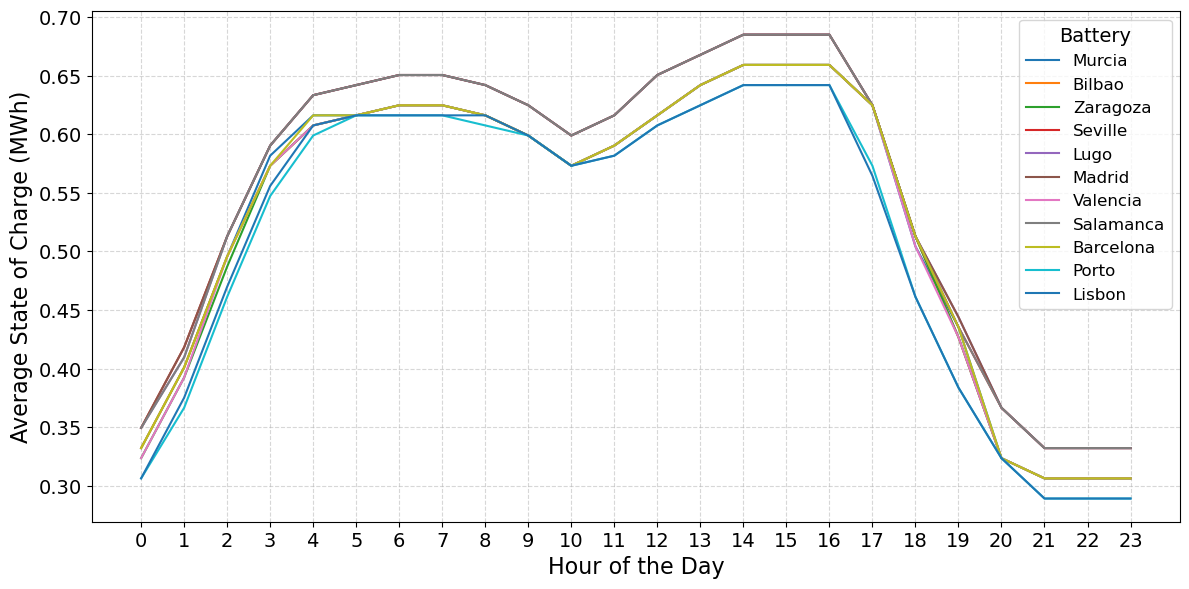 Average State of Charge (MWh)
0.70
0.65
0.60
0.55
0.50
0.45
0.40
0.35
0.30
Battery
Murcia
Bilbao
Zaragoza
Seville
Lugo
Madrid
Valencia
Salamanca
Barcelona
Porto
Lisbon
0 1 2 3 4 5 6 7 8 9 10 11 12 13 14 15 16 17 18 19 20 21 22 23
Hour of the Day